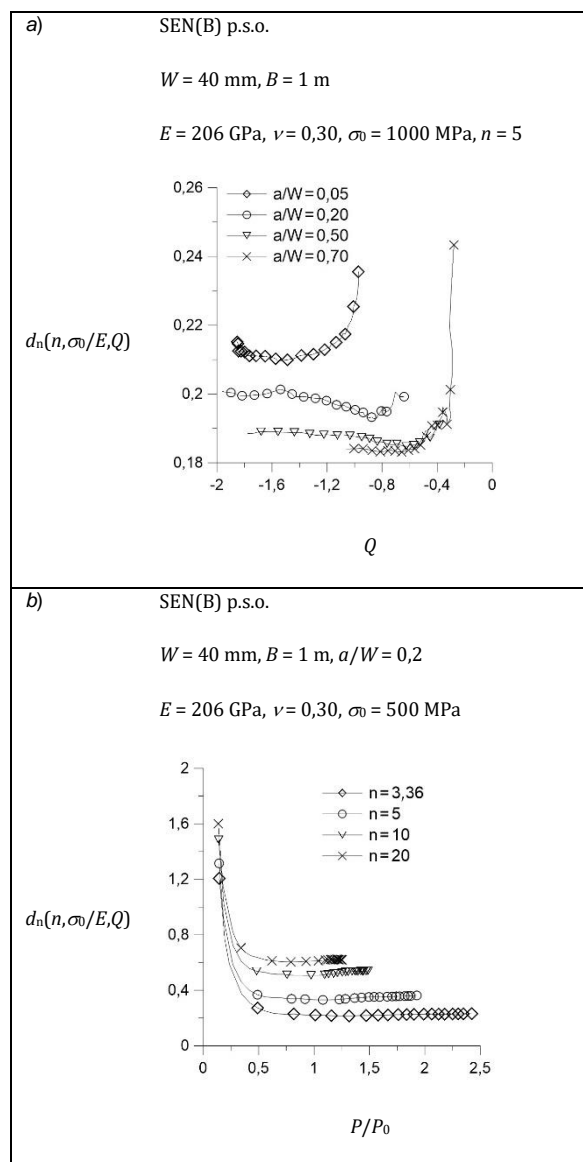 a)
SEN(B) p.s.o.
W = 40 mm, B = 1 m
E = 206 GPa, ν = 0,30, σ0 = 1000 MPa, n = 5
0,26
a/W=0,05
a/W=0,20
0,24
a/W=0,50
a/W=0,70
dn(n,σ0/E,Q)
0,22
0,2
0,18
-2 -1,6 -1,2 -0,8 -0,4 0
Q
b)
SEN(B) p.s.o.
W = 40 mm, B = 1 m, a/W = 0,2
E = 206 GPa, ν = 0,30, σ0 = 500 MPa
2
n = 3,36
n = 5
1,6
n = 10
n = 20
1,2
dn(n,σ0/E,Q)
0,8
0,4
0
0 0,5 1 1,5 2 2,5
P/P0